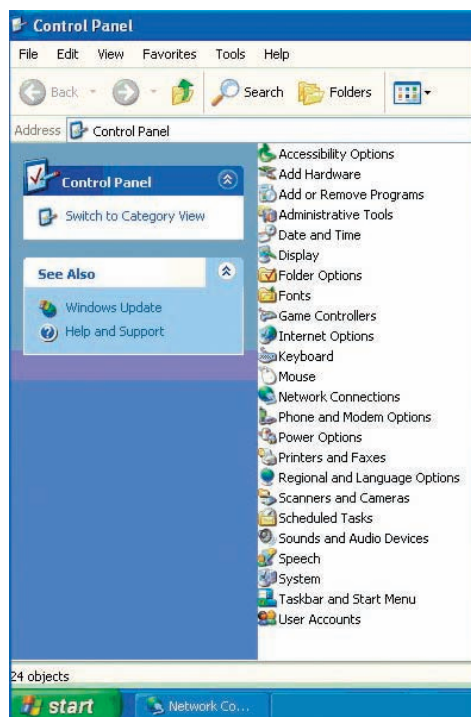 Control Panel
File Edit View Favorites Tools Help
Back Search Folders
Address Control Panel
Control Panel
Switch to Category View
See Also
Windows Update
Help and Support
Accessibility Options
Add Hardware
Add or Remove Programs
Administrative Tools
Date and Time
Display
Folder Options
Fonts
Game Controllers
Internet Options
Keyboard
Mouse
Network Connections
Phone and Modem Options
Power Options
Printers and Faxes
Regional and Language Options
Scanners and Cameras
Scheduled Tasks
Sounds and Audio Devices
Speech
System
Taskbar and Start Menu
User Accounts
24 objects
start Network Co...